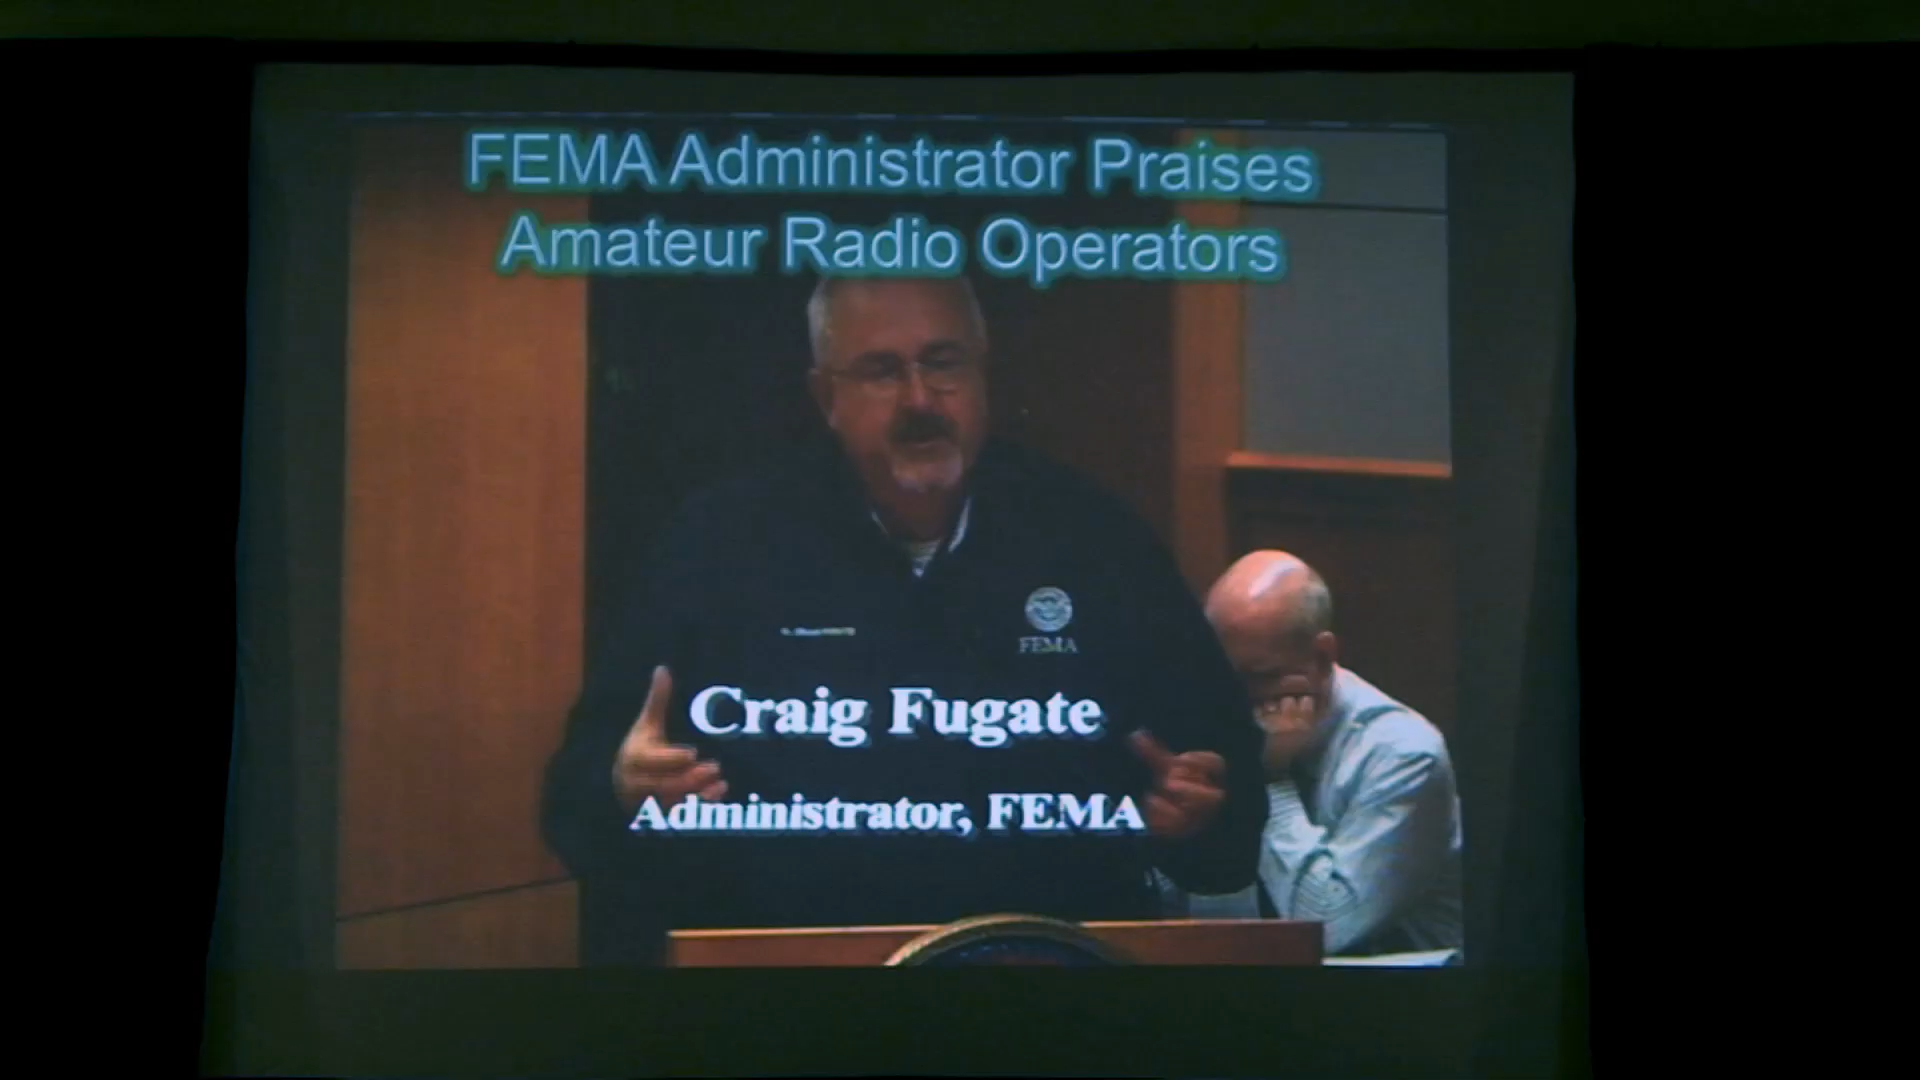 FEMA Administrator Praises
Amateur Radio Operators
FEMA
Craig Fugate
Administrator, FEMA